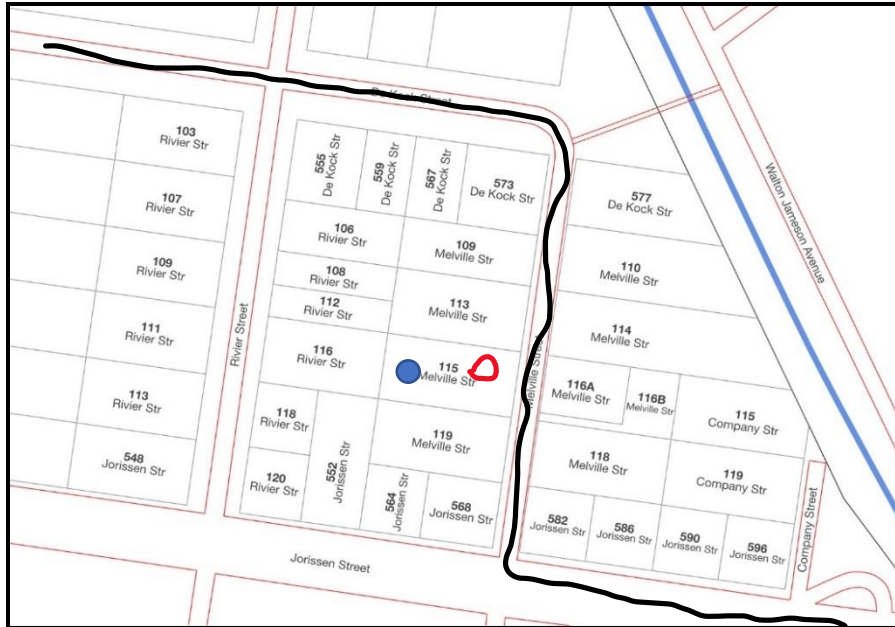 De Kock Street
103
Rivier Str
107
Rivier Str
109
Rivier Str
111
Rivier Str
113
Rivier Str
548
Jorissen Str
Rivier Street
555
De Kock Str
559
De Kock Str
567
De Kock Str
573
De Kock Str
106
Rivier Str
109
Melville Str
108
Rivier Str
112
Rivier Str
113
Melville Str
116
Rivier Str
115
Melville Str
118
Rivier Str
120
Rivier Str
552
Jorissen Str
119
Melville Str
564
Jorissen Str
568
Jorissen Str
Melville Street
577
De Kock Str
110
Melville Str
114
Melville Str
116A
Melville Str
116B
Melville Str
115
Company Str
118
Melville Str
119
Company Str
582
Jorissen Str
586
Jorissen Str
590
Jorissen Str
596
Jorissen Str
Company Street
Walton Jameson Avenue
Jorissen Street